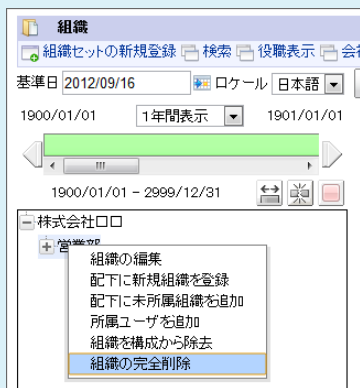 組織
組織セットの新規登録 検索 役職表示
基準日 2012/09/16 ロケール 日本語
1900/01/01 1年間表示 1901/01/01
1900/01/01 - 2999/12/31
株式会社口口
営業部
組織の編集
配下に新規組織を登録
配下に未所属組織を追加
所属ユーザを追加
組織を構成から除去
組織の完全削除